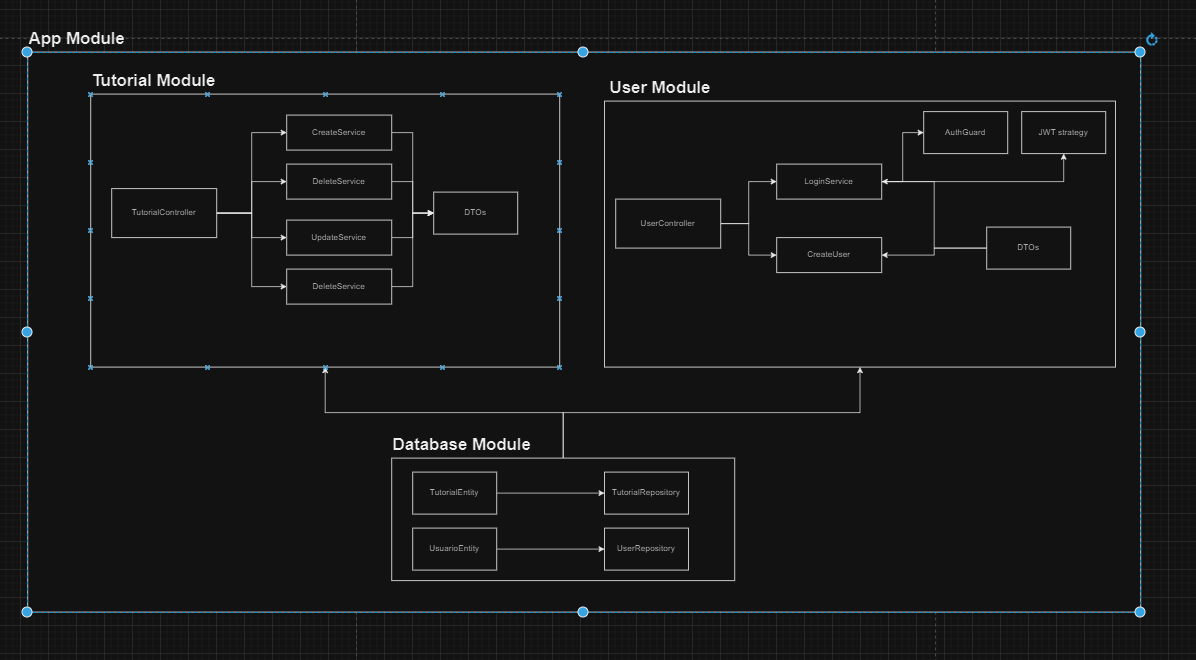 App Module
Tutorial Module
CreateService
DeleteService
TutorialController
DTOs
UpdateService
DeleteService
User Module
AuthGuard
JWT strategy
LoginService
UserController
CreateUser
DTOs
Database Module
TutorialEntity
TutorialRepository
UsuarioEntity
UserRepository